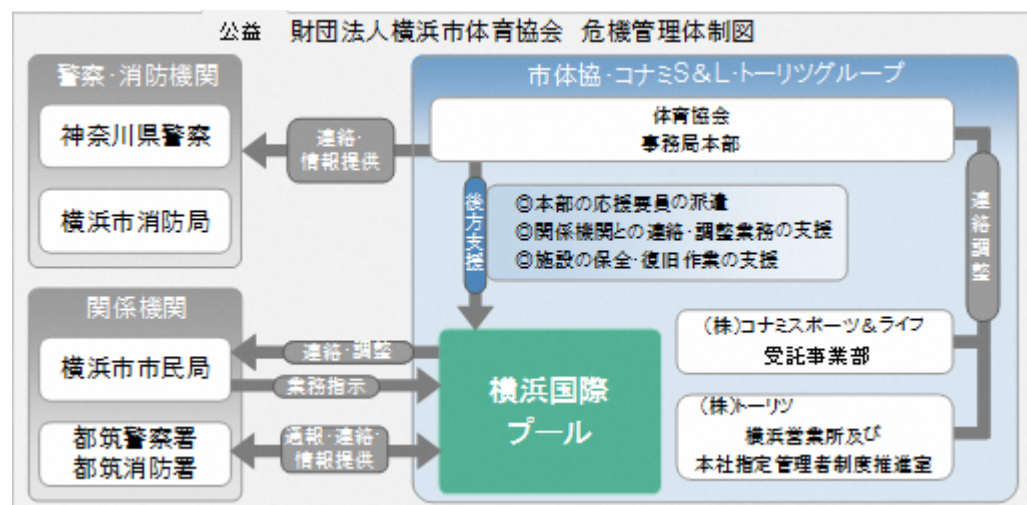 公益 財団法人横浜市体育協会 危機管理体制図
警察・消防機関
神奈川県警察
横浜市消防局
連絡・
情報提供
市体協・コナミS&L・トーリツグループ
体育協会
事務局本部
後方支援
◎本部の応援要員の派遣
◎関係機関との連絡・調整業務の支援
◎施設の保全・復旧作業の支援
連絡調整
関係機関
横浜市市民局
都筑警察署
都筑消防署
連絡・調整
業務指示
通報・連絡・
情報提供
横浜国際
プール
(株)コナミスポーツ&ライフ
受託事業部
(株)トーリツ
横浜営業所及び
本社指定管理者制度推進室